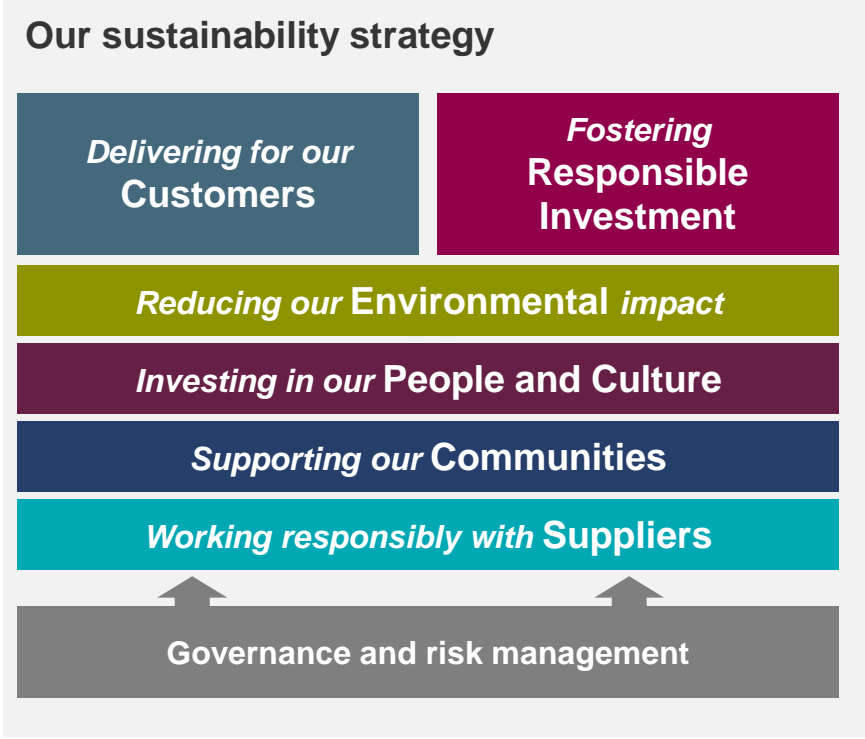 Our sustainability strategy
Delivering for our
Customers
Fostering
Responsible
Investment
Reducing our Environmental impact
Investing in our People and Culture
Supporting our Communities
Working responsibly with Suppliers
Governance and risk management